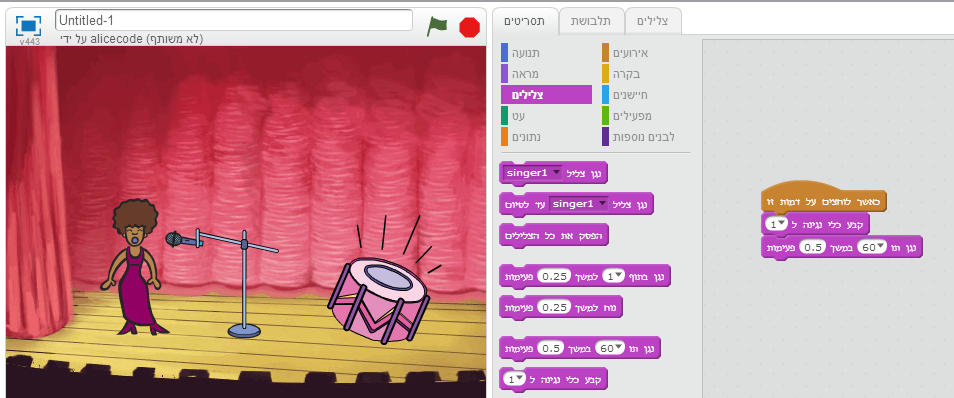 Untitled-1
v443
על ידי alicecode (לא משותף)
תסריטים
תלבושת
צלילים
תנועה
אירועים
מראה
בקרה
צלילים
חיישנים
עט
מפעילים
נתונים
לבנים נוספות
נגן צליל singer1
נגן צליל singer1 עד לסיום
הפסק את כל הצלילים
נגן בתוף 1 למשך 0.25 פעימות
נוח למשך 0.25 פעימות
נגן תו 60 במשך 0.5 פעימות
קבע כלי נגינה ל 1
כאשר לוחצים על דמות זו
קבע כלי נגינה ל 1
נגן תו 60 במשך 0.5 פעימות